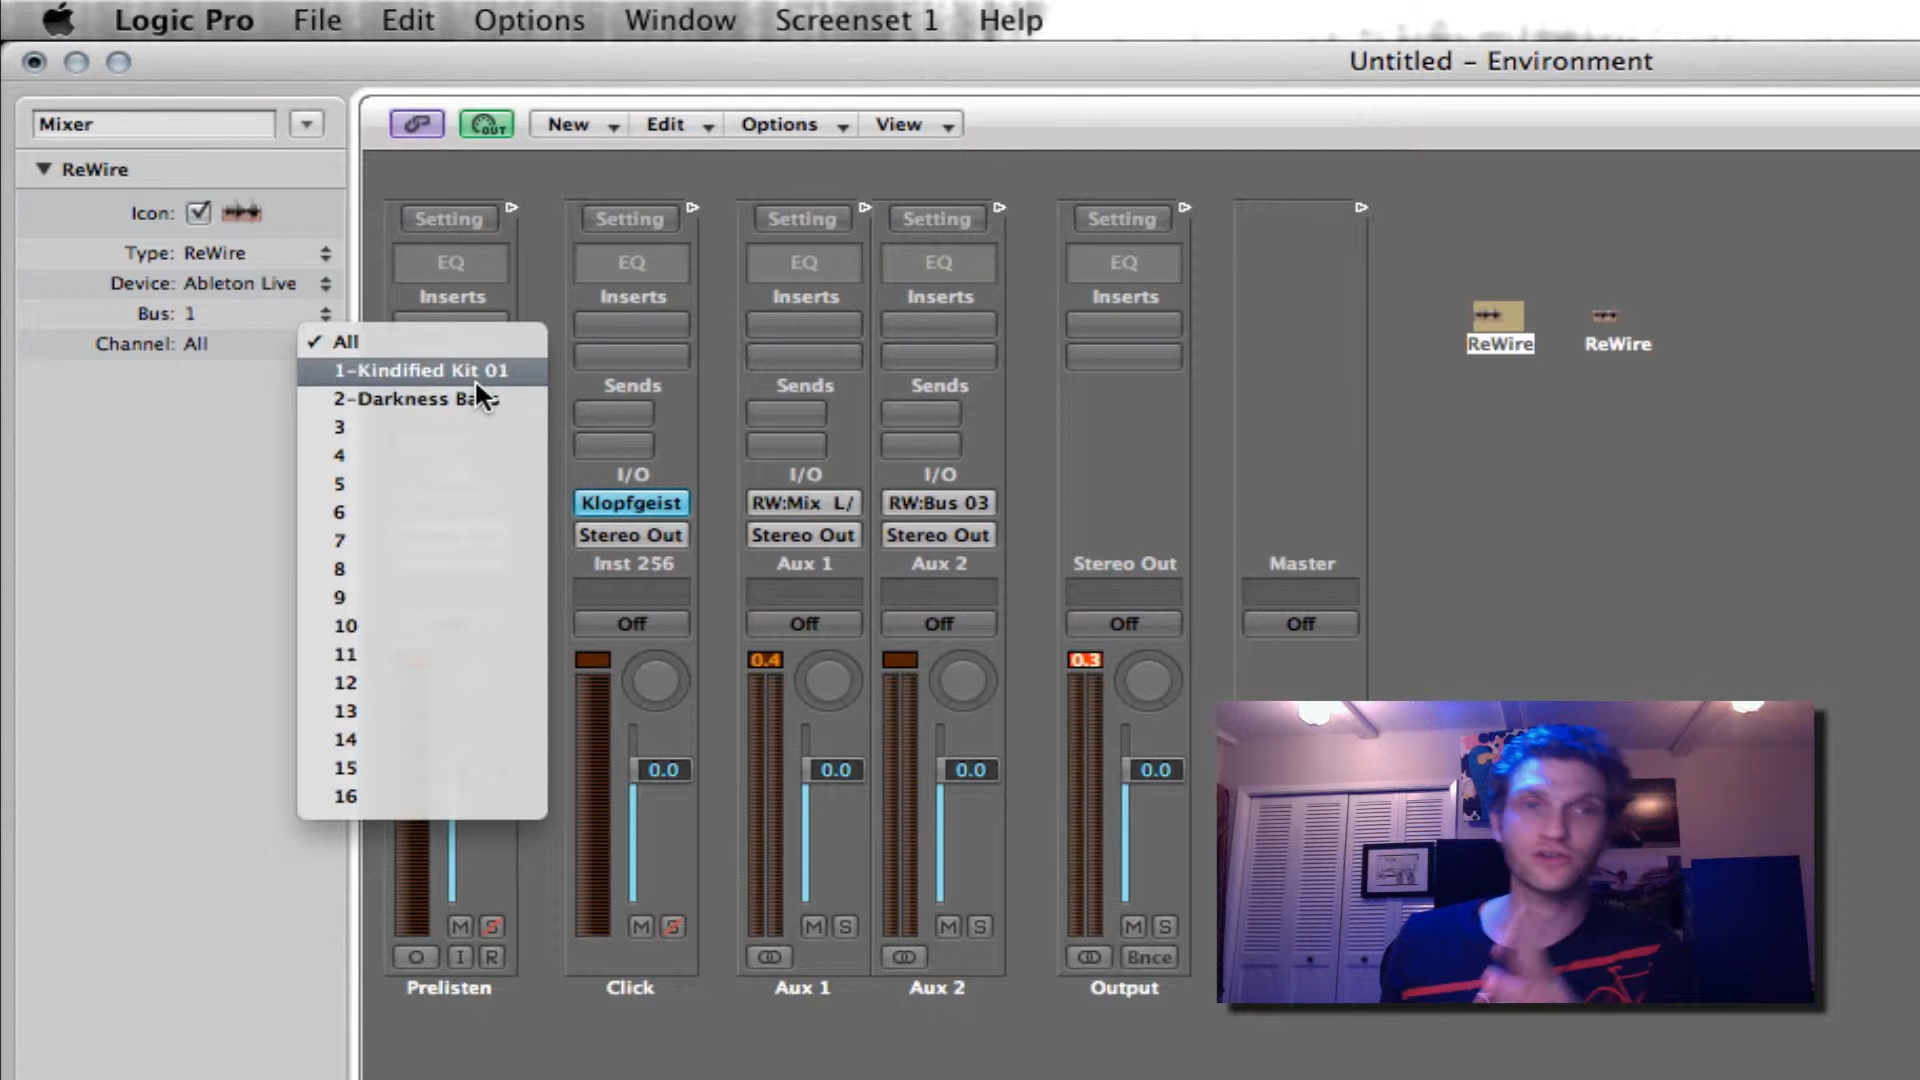 Logic Pro File Edit Options Window Screenset 1 Help
Untitled – Environment
Mixer
OUT New Edit Options View
ReWire
Icon:
Type: ReWire
Device: Ableton Live
Bus: 1
Channel: All
All
1-Kindified Kit 01
2-Darkness
3
4
5
6
7
8
9
10
11
12
13
14
15
16
Setting Setting Setting Setting Setting
EQ EQ EQ EQ EQ
Inserts Inserts Inserts Inserts Inserts
Sends Sends Sends
I/O I/O I/O
Klopfgeist RW:Mix L/ RW:Bus 03
Stereo Out Stereo Out Stereo Out
Inst 256 Aux 1 Aux 2 Stereo Out Master
Off Off Off Off Off
0.4 0.3
0.0 0.0 0.0 0.0
M S M S M S M S M S
I R Bnce
Prelisten Click Aux 1 Aux 2 Output
ReWire ReWire